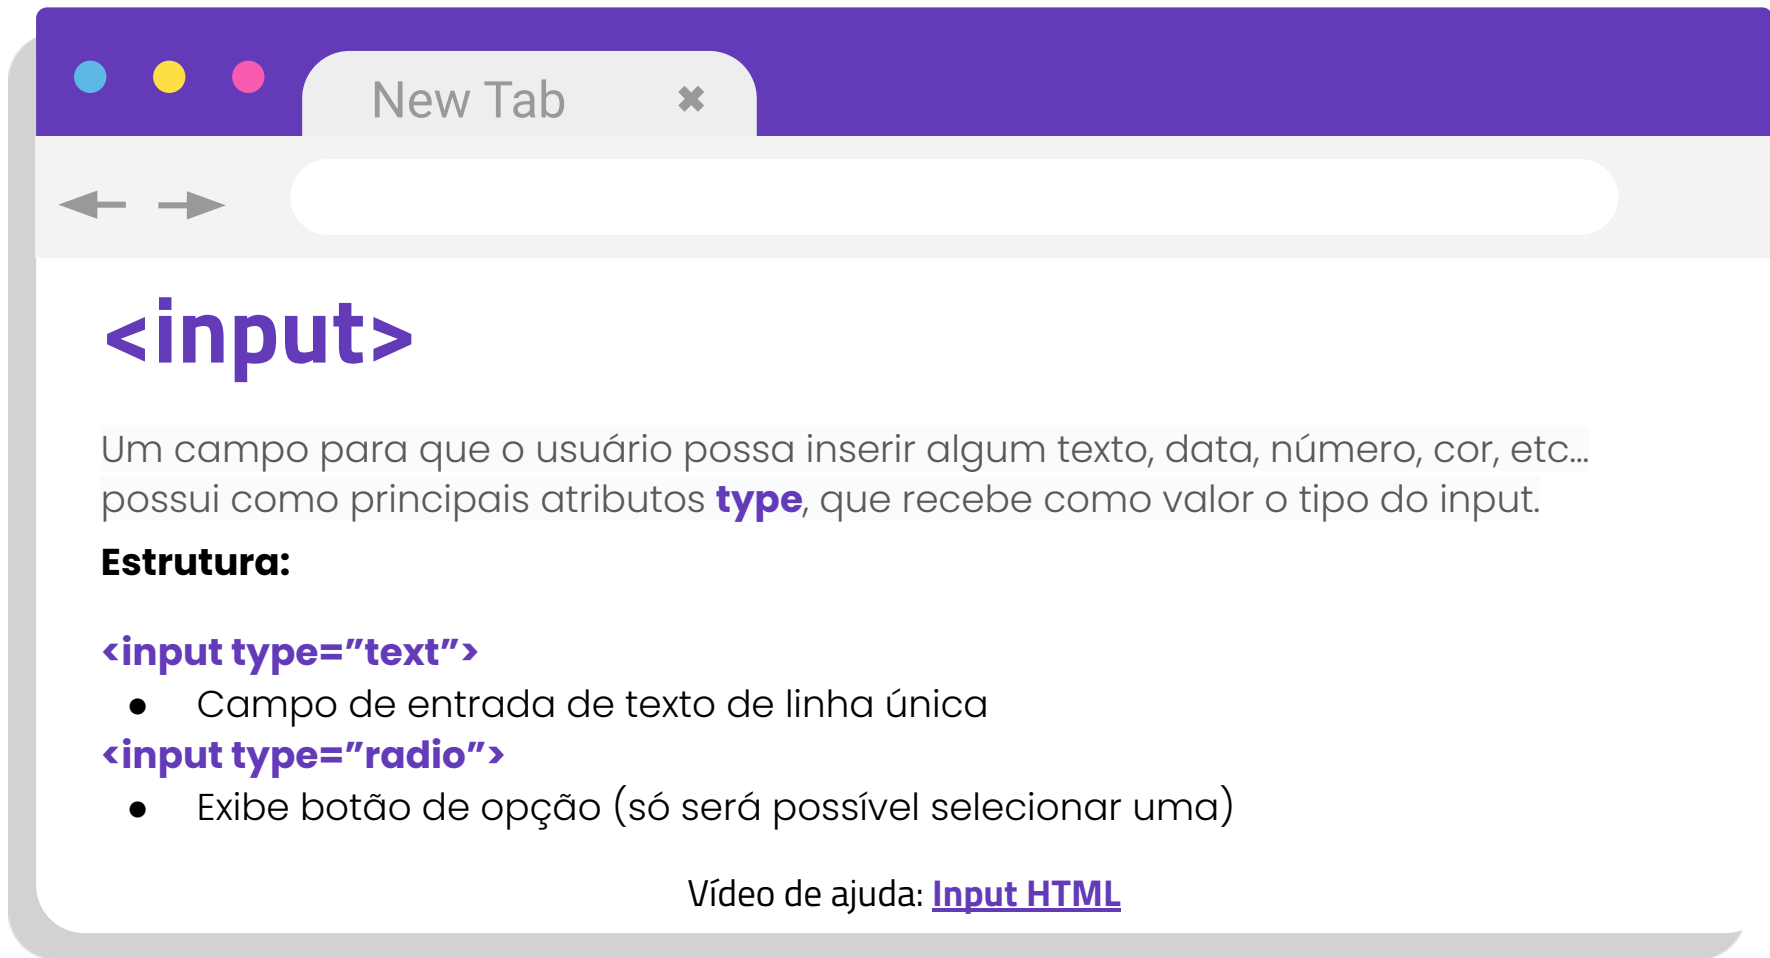 New Tab ✖
<input>
Um campo para que o usuário possa inserir algum texto, data, número, cor, etc...
possui como principais atributos type, que recebe como valor o tipo do input.
Estrutura:
<input type=”text”>
● Campo de entrada de texto de linha única
<input type=”radio”>
● Exibe botão de opção (só será possível selecionar uma)
Vídeo de ajuda: Input HTML